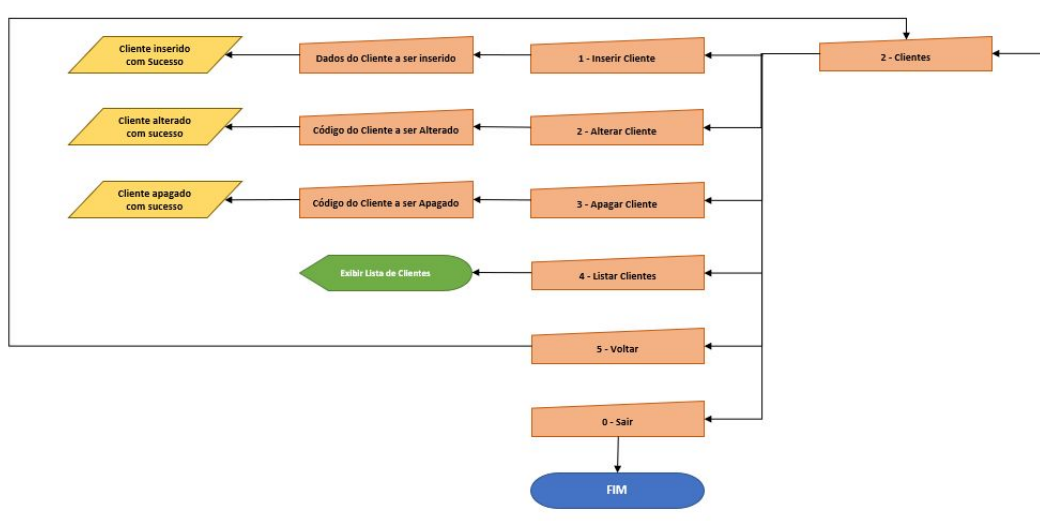 Cliente inserido
com Sucesso
Dados do Cliente a ser inserido
1 - Inserir Cliente
2 - Clientes
Cliente alterado
com sucesso
Código do Cliente a ser Alterado
2 - Alterar Cliente
Cliente apagado
com sucesso
Código do Cliente a ser Apagado
3 - Apagar Cliente
Exibir Lista de Clientes
4 - Listar Clientes
5 - Voltar
0 - Sair
FIM